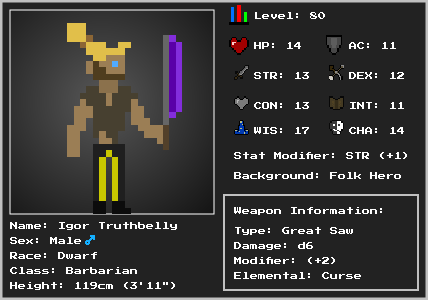 Level: 80
HP: 14
AC: 11
STR: 13
DEX: 12
CON: 13
INT: 11
WIS: 17
CHA: 14
Stat Modifier: STR (+1)
Background: Folk Hero
Name: Igor Truthbelly
Sex: Male♂
Race: Dwarf
Class: Barbarian
Height: 119cm (3'11")
Weapon Information:
Type: Great Saw
Damage: d6
Modifier: (+2)
Elemental: Curse